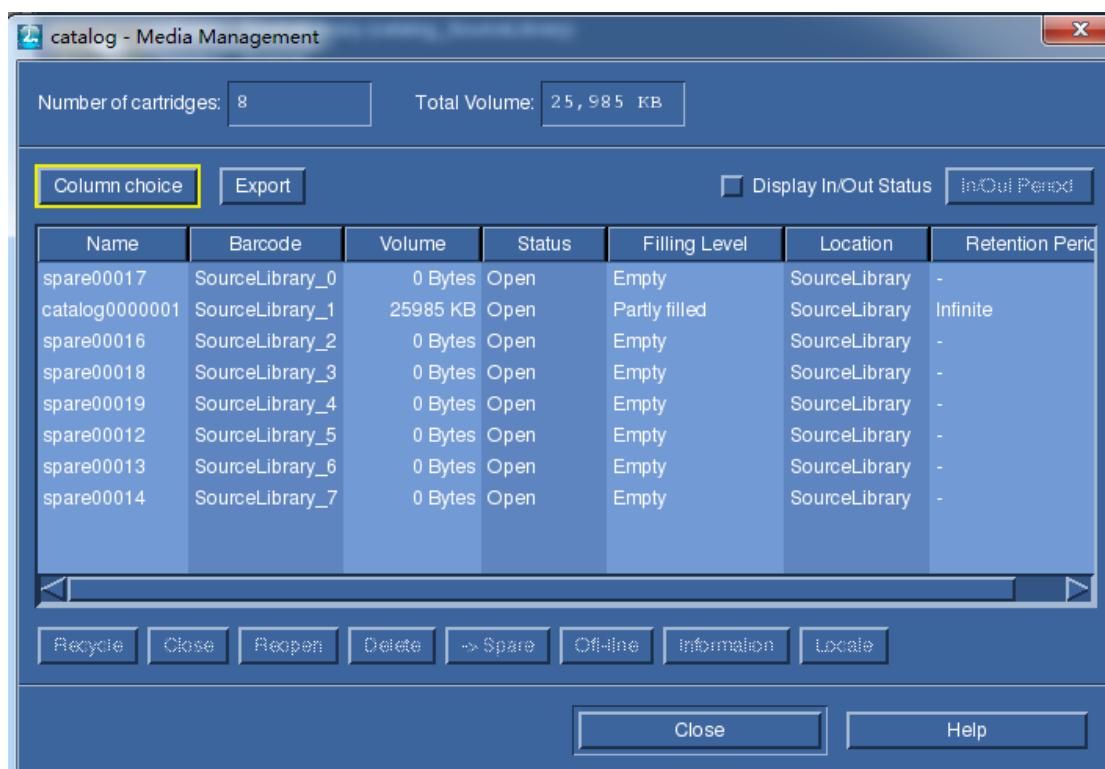 catalog - Media Management
Number of cartridges: 8 Total Volume: 25,985 KB
Column choice Export Display In/Out Status In/Out Period
Name Barcode Volume Status Filling Level Location Retention Peric
spare00017 SourceLibrary_0 0 Bytes Open Empty SourceLibrary -
catalog0000001 SourceLibrary_1 25985 KB Open Partly filled SourceLibrary Infinite
spare00016 SourceLibrary_2 0 Bytes Open Empty SourceLibrary -
spare00018 SourceLibrary_3 0 Bytes Open Empty SourceLibrary -
spare00019 SourceLibrary_4 0 Bytes Open Empty SourceLibrary -
spare00012 SourceLibrary_5 0 Bytes Open Empty SourceLibrary -
spare00013 SourceLibrary_6 0 Bytes Open Empty SourceLibrary -
spare00014 SourceLibrary_7 0 Bytes Open Empty SourceLibrary -
Recycle Close Reopen Delete -> Spare Off-line Information Locate
Close Help